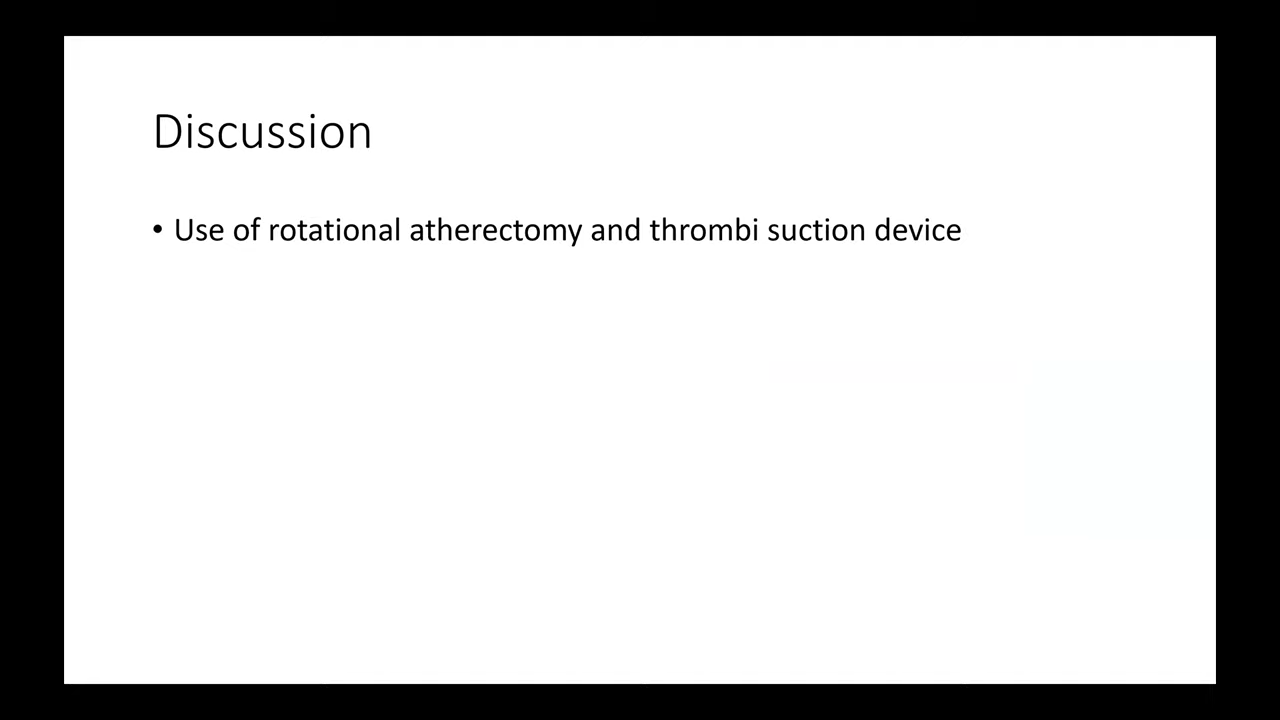 Discussion
• Use of rotational atherectomy and thrombi suction device